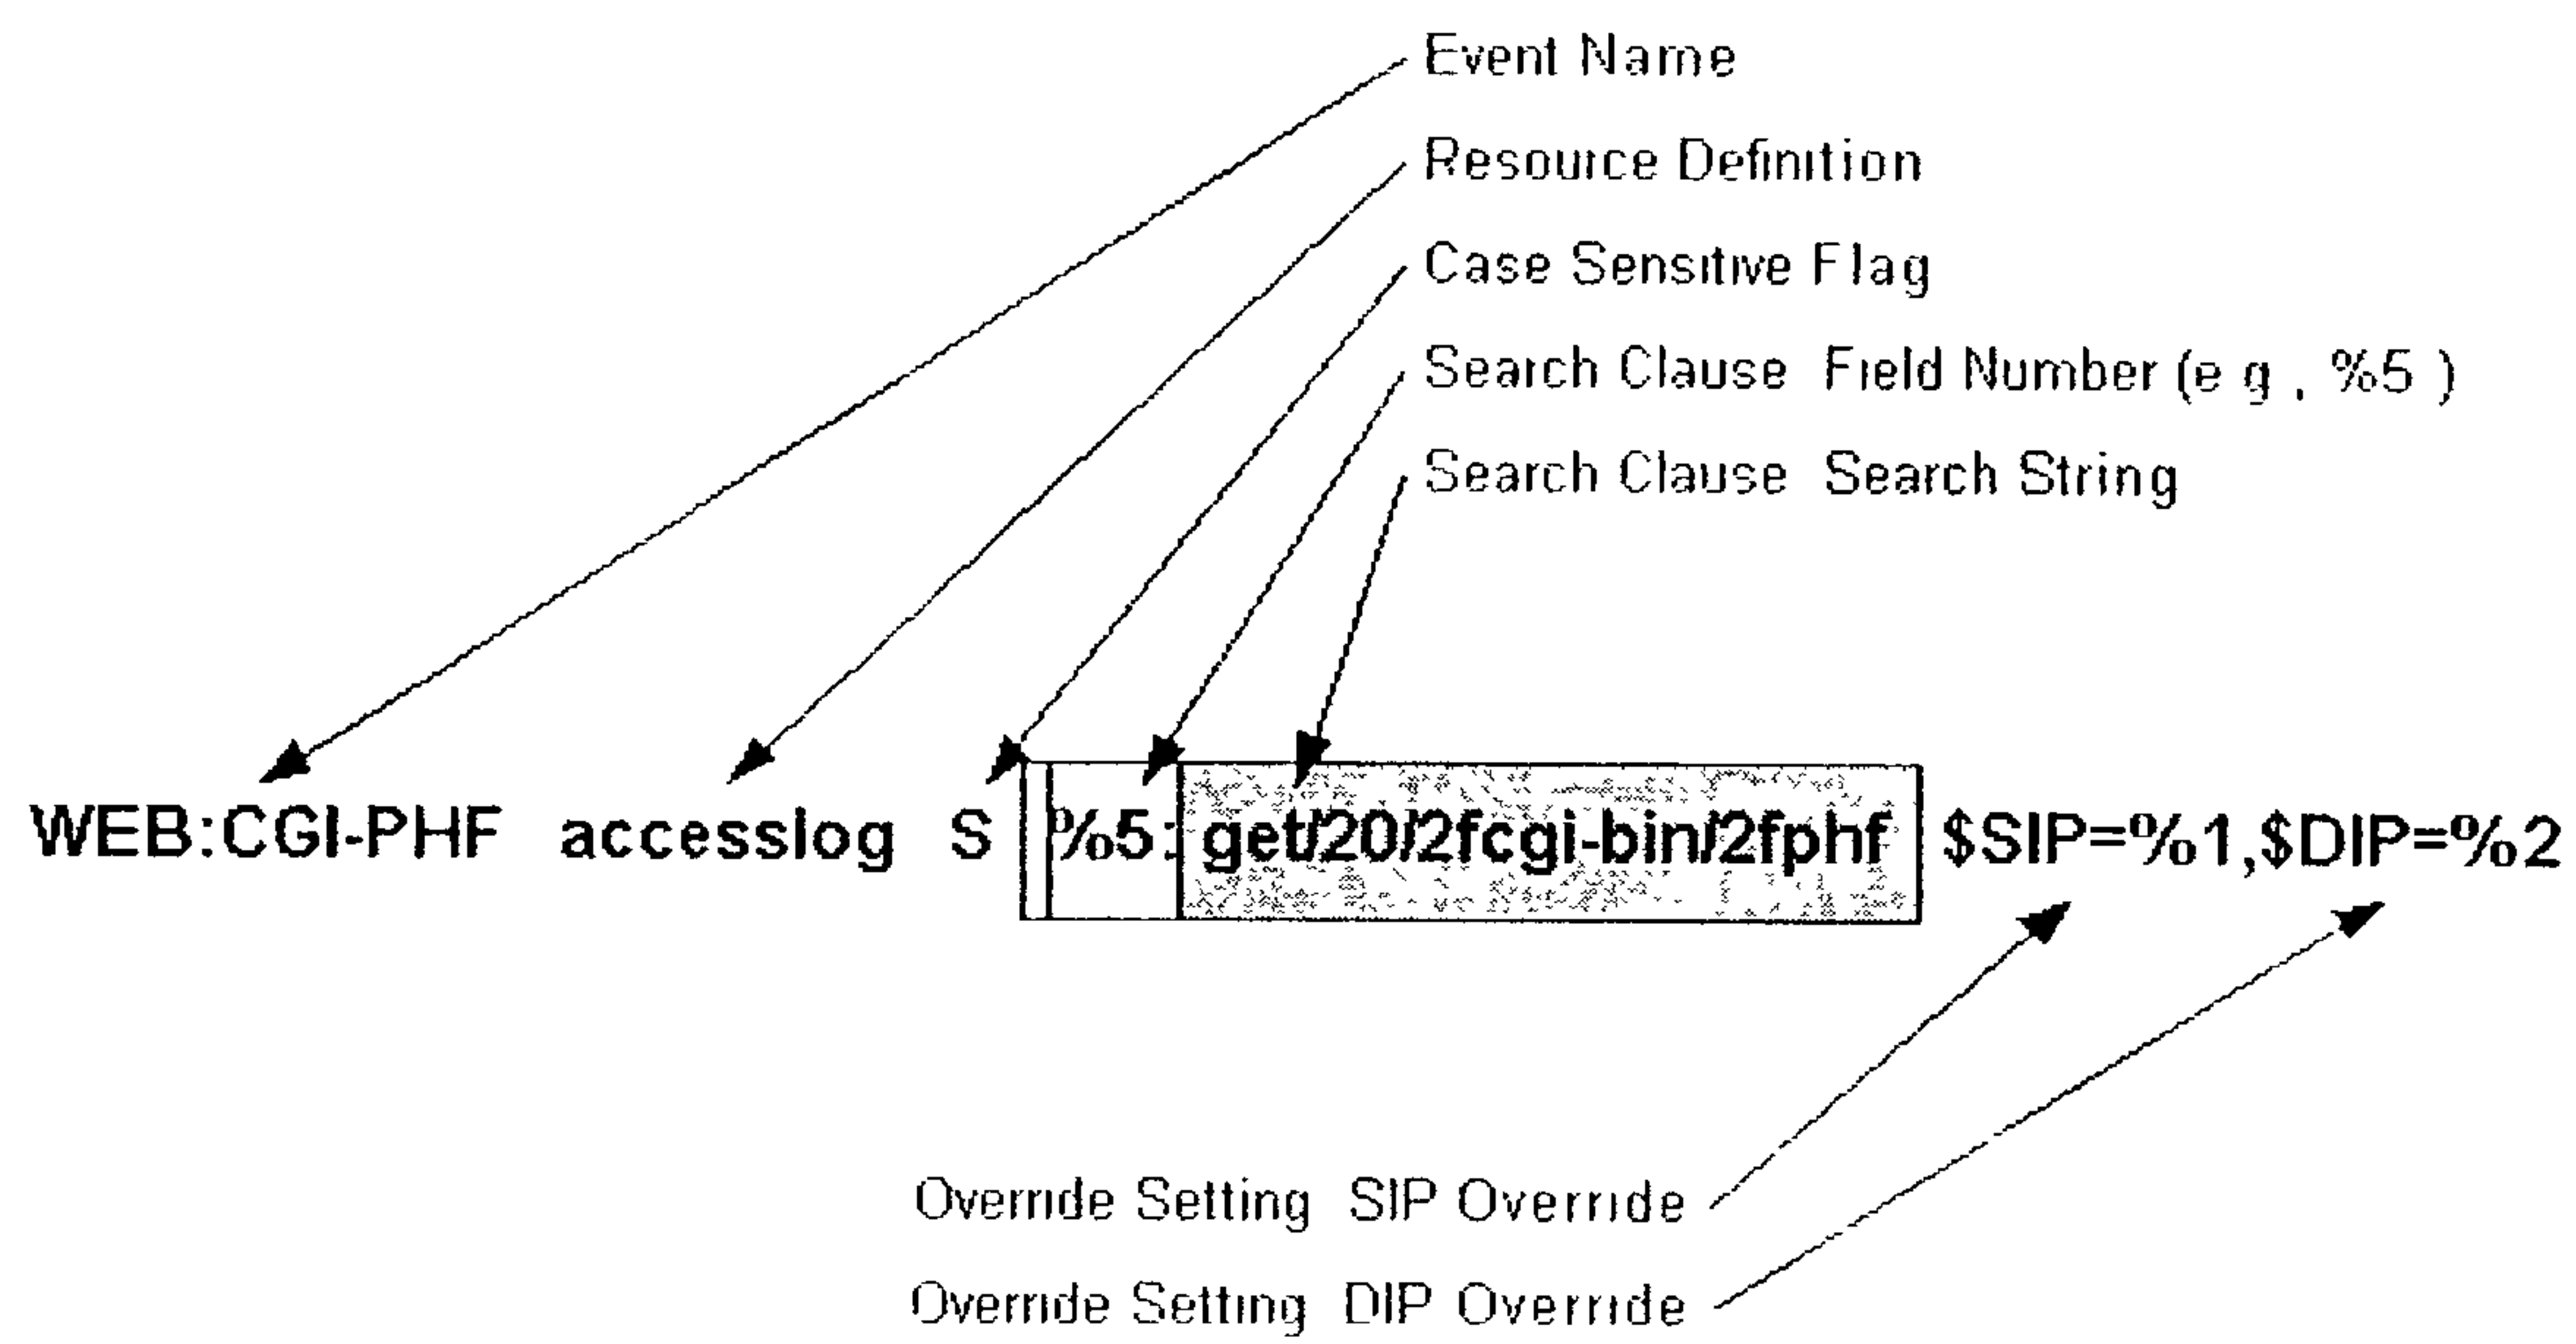 Event Name
Resource Definition
Case Sensitive Flag
Search Clause Field Number (e g , %5 )
Search Clause Search String
WEB:CGI-PHF accesslog S %5: get/20/2fcgi-bin/2fphf $SIP=%1,$DIP=%2
Override Setting SIP Override
Override Setting DIP Override